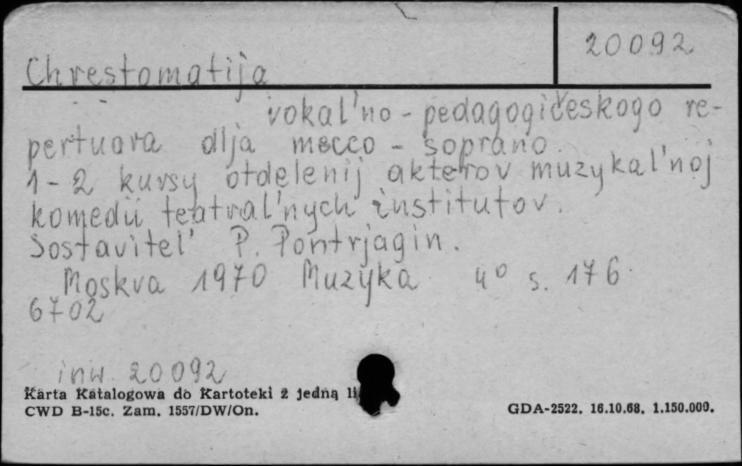 20092
Chrestomatija
vokal'no - pedagogičeskogo re-
pertuara dlja mecco - soprano.
1-2 kursy otdelenij akterov muzykal'noj
komedii teatral'nych institutov.
Sostavitel' P. Pontrjagin.
Moskva 1970 Muzyka 4° s. 176
6702
inw. 20092
Karta Katalogowa do Kartoteki z jedną
CWD B-15c. Zam. 1557/DW/On.
GDA-2522. 16.10.68. 1.150.000.